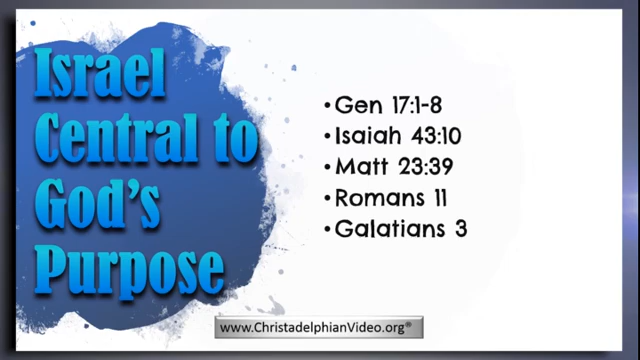 Israel
Central to
God's
Purpose
• Gen 17:1-8
• Isaiah 43:10
• Matt 23:39
• Romans 11
• Galatians 3
www.ChristadelphianVideo.org®